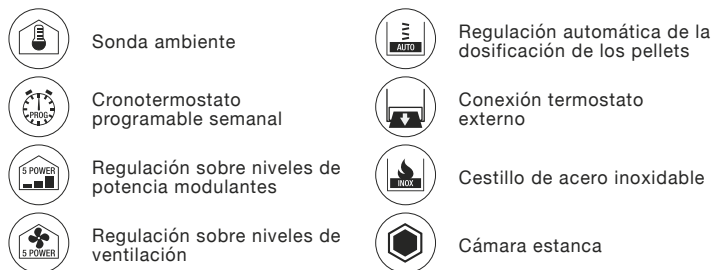 Sonda ambiente
PROG.
Cronotermostato
programable semanal
5 POWER
Regulación sobre niveles de
potencia modulantes
5 POWER
Regulación sobre niveles de
ventilación
AUTO
Regulación automática de la
dosificación de los pellets
Conexión termostato
externo
INOX
Cestillo de acero inoxidable
Cámara estanca